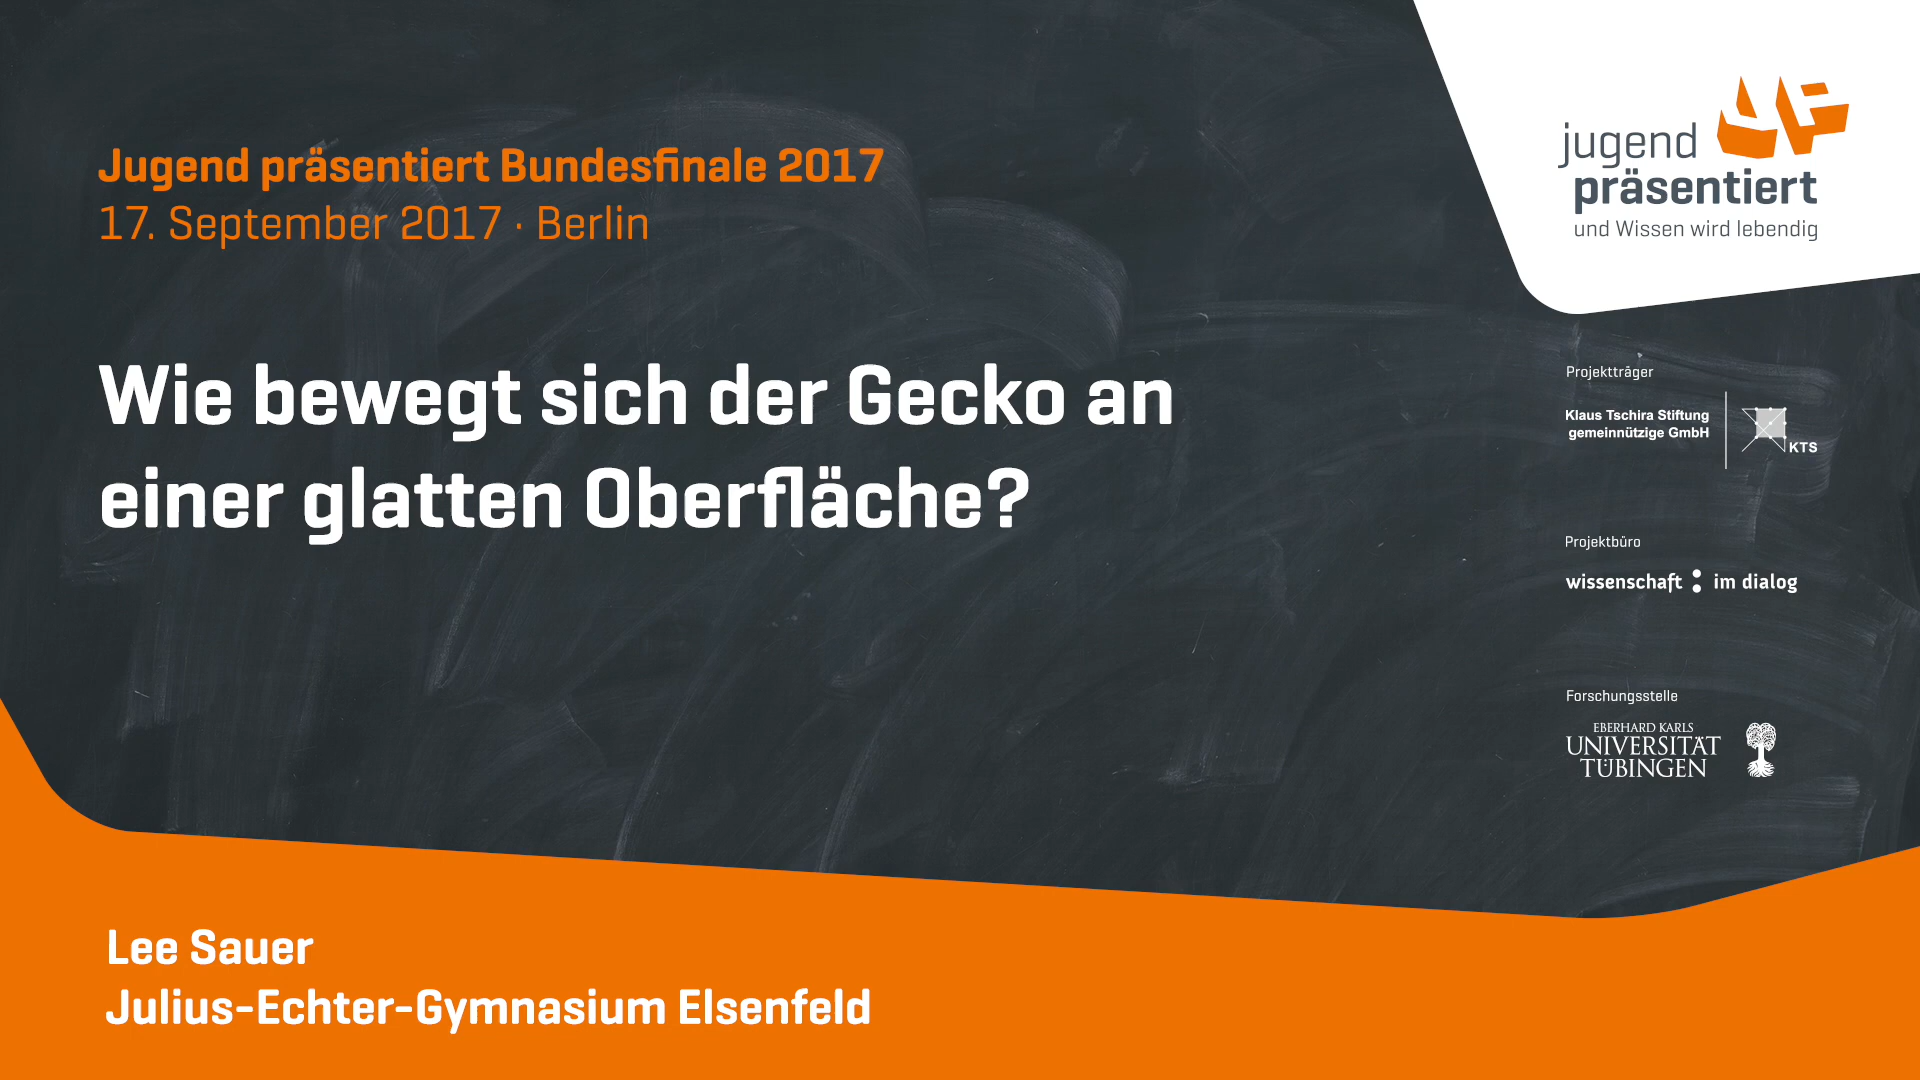 Jugend präsentiert Bundesfinale 2017
17. September 2017 · Berlin
Wie bewegt sich der Gecko an
einer glatten Oberfläche?
Lee Sauer
Julius-Echter-Gymnasium Elsenfeld
jugend
präsentiert
und Wissen wird lebendig
Projektträger
Klaus Tschira Stiftung
gemeinnützige GmbH
KTS
Projektbüro
wissenschaft : im dialog
Forschungsstelle
EBERHARD KARLS
UNIVERSITÄT
TÜBINGEN